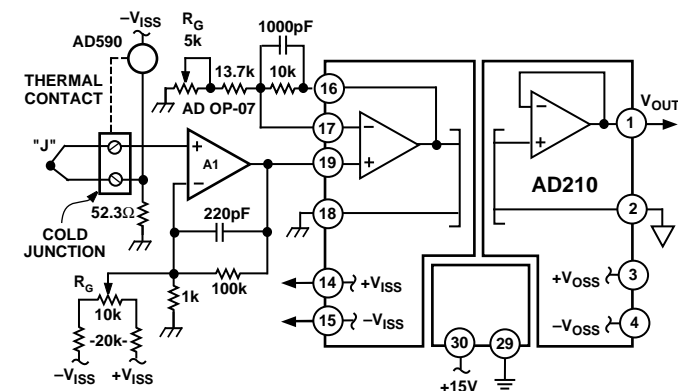 −VISS
AD590
RG
5k
1000pF
13.7k
10k
THERMAL
CONTACT
AD OP-07
16
17
19
18
14
15
"J"
+
−
A1
−
+
−
+
VOUT
1
AD210
2
52.3Ω
220pF
COLD
JUNCTION
100k
1k
RG
10k
-20k-
−VISS
+VISS
+VISS
−VISS
+VOSS
3
−VOSS
4
30
29
+15V